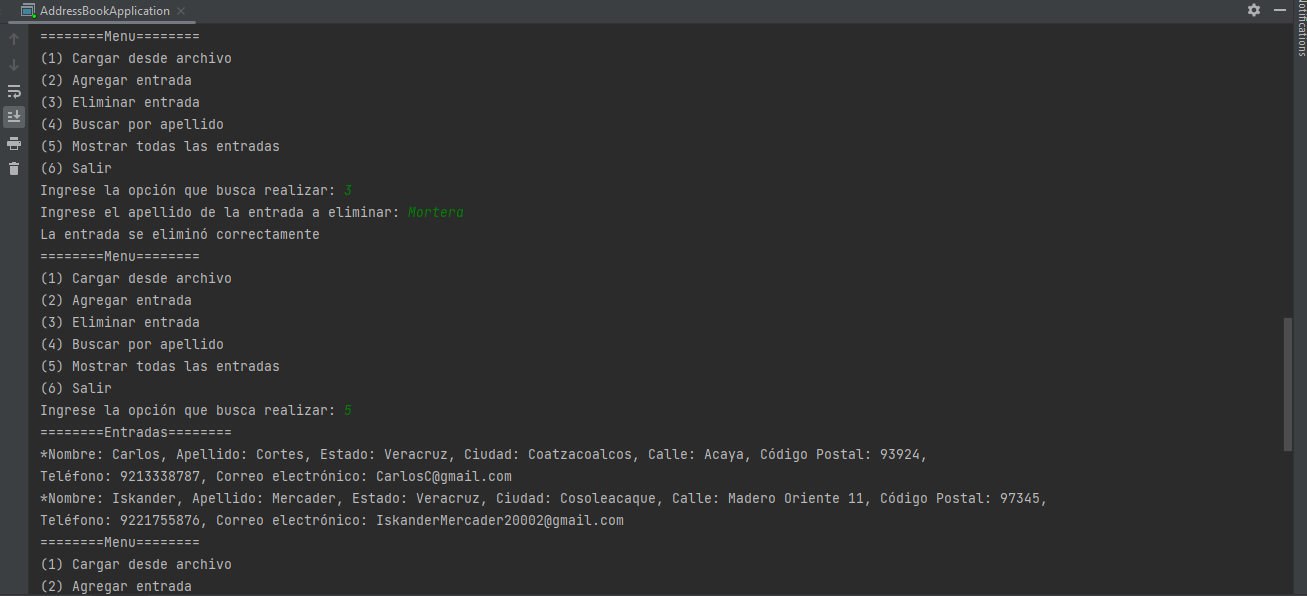 AddressBookApplication
========Menu========
(1) Cargar desde archivo
(2) Agregar entrada
(3) Eliminar entrada
(4) Buscar por apellido
(5) Mostrar todas las entradas
(6) Salir
Ingrese la opción que busca realizar: 3
Ingrese el apellido de la entrada a eliminar: Mortera
La entrada se eliminó correctamente
========Menu========
(1) Cargar desde archivo
(2) Agregar entrada
(3) Eliminar entrada
(4) Buscar por apellido
(5) Mostrar todas las entradas
(6) Salir
Ingrese la opción que busca realizar: 5
========Entradas========
*Nombre: Carlos, Apellido: Cortes, Estado: Veracruz, Ciudad: Coatzacoalcos, Calle: Acaya, Código Postal: 93924,
Teléfono: 9213338787, Correo electrónico: CarlosC@gmail.com
*Nombre: Iskander, Apellido: Mercader, Estado: Veracruz, Ciudad: Cosoleacaque, Calle: Madero Oriente 11, Código Postal: 97345,
Teléfono: 9221755876, Correo electrónico: IskanderMercader20002@gmail.com
========Menu========
(1) Cargar desde archivo
(2) Agregar entrada